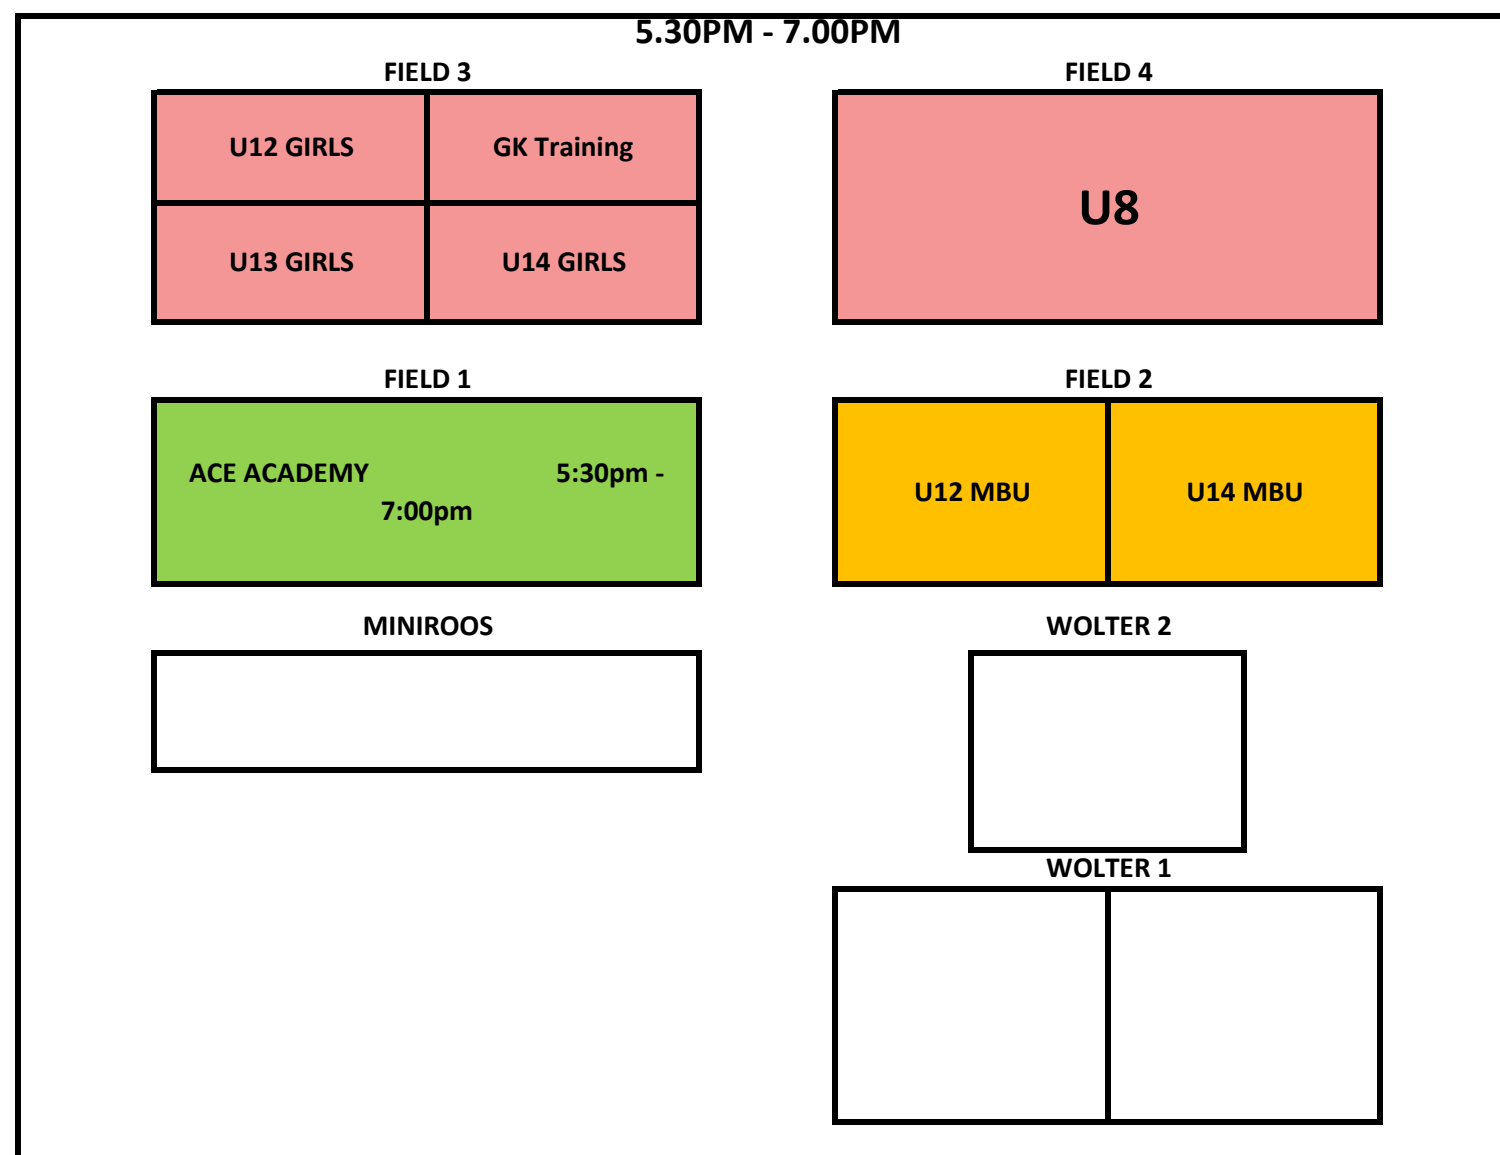 5.30PM - 7.00PM
FIELD 3
FIELD 4
U12 GIRLS
GK Training
U8
U13 GIRLS
U14 GIRLS
FIELD 1
FIELD 2
ACE ACADEMY 5:30pm -
7:00pm
U12 MBU
U14 MBU
MINIROOS
WOLTER 2
WOLTER 1